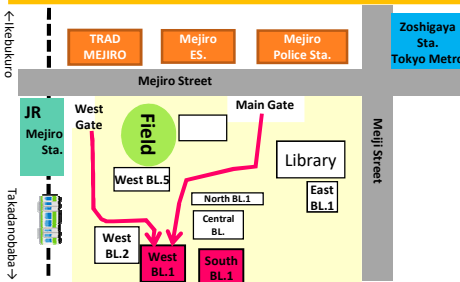 ←Ikebukuro
TRAD
MEJIRO
Mejiro
ES.
Mejiro
Police Sta.
Zoshigaya
Sta.
Tokyo Metro
Mejiro Street
JR
Mejiro
Sta.
West
Gate
Main Gate
Field
Meiji Street
Library
West BL.5
East
BL.1
North BL.1
Central
BL.
West
BL.2
West
BL.1
South
BL.1
Takadanobaba→